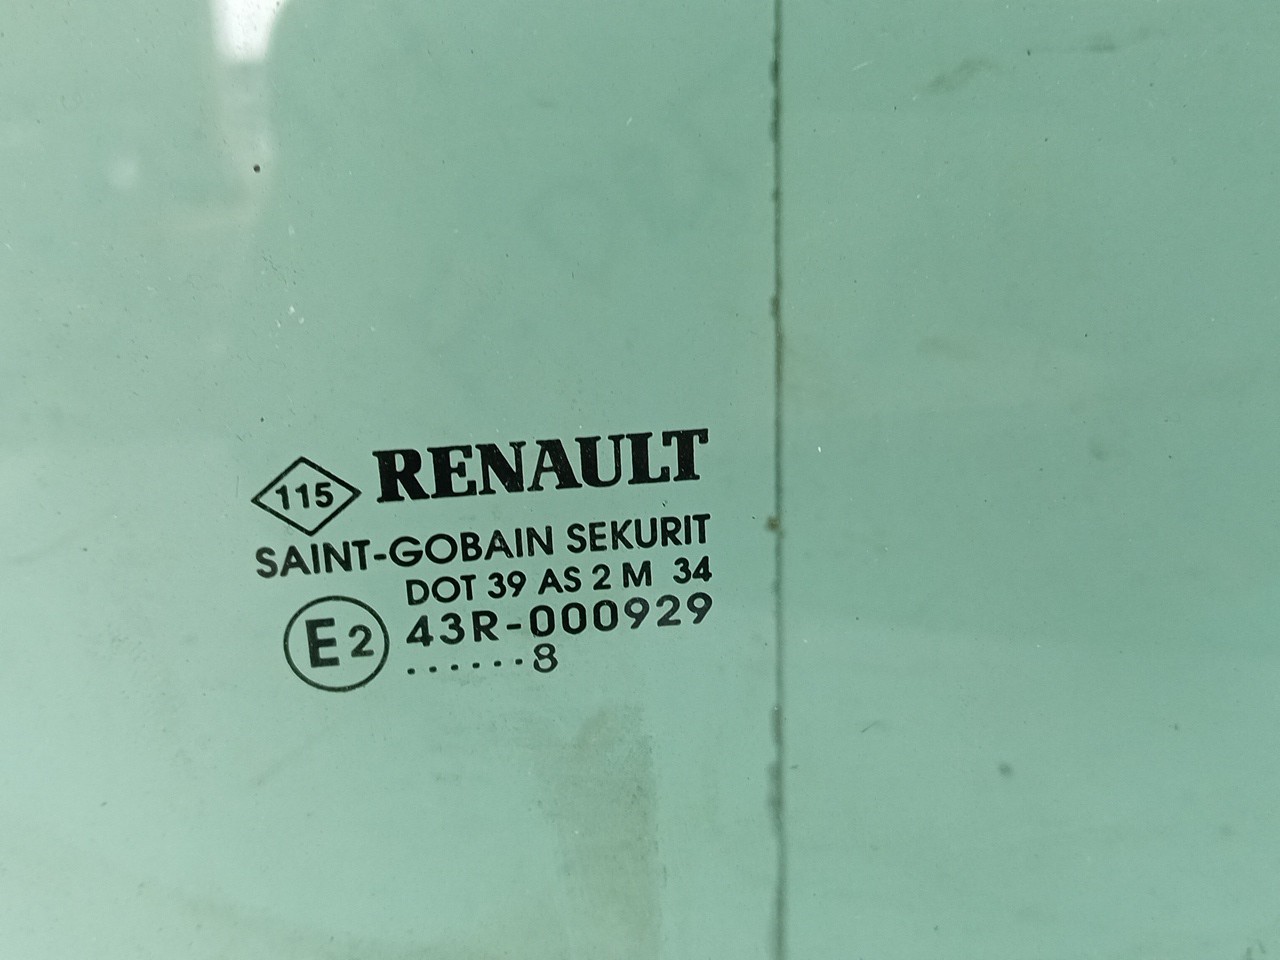 115 RENAULT
SAINT-GOBAIN SEKURIT
DOT 39 AS 2 M 34
E2 43R-000929
......8